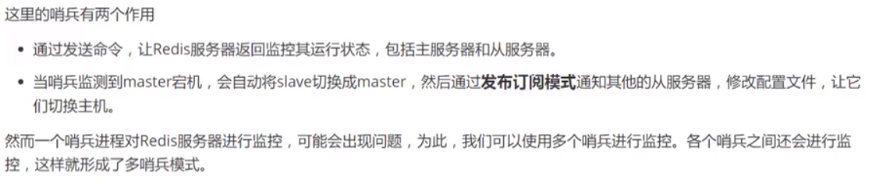 这里的哨兵有两个作用
• 通过发送命令，让Redis服务器返回监控其运行状态，包括主服务器和从服务器。
• 当哨兵监测到master宕机，会自动将slave切换成master，然后通过发布订阅模式通知其他的从服务器，修改配置文件，让它
们切换主机。
然而一个哨兵进程对Redis服务器进行监控，可能会出现问题，为此，我们可以使用多个哨兵进行监控。各个哨兵之间还会进行监
控，这样就形成了多哨兵模式。